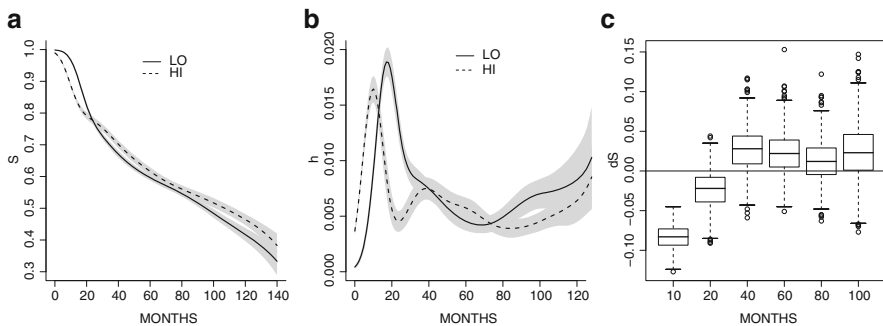 a
S
0.3 0.4 0.5 0.6 0.7 0.8 0.9 1.0
LO
HI
0 20 40 60 80 100 120 140
MONTHS
b
h
0.000 0.005 0.010 0.015 0.020
LO
HI
0 20 40 60 80 100 120
MONTHS
c
dS
−0.10 −0.05 0.00 0.05 0.10 0.15
10 20 40 60 80 100
MONTHS